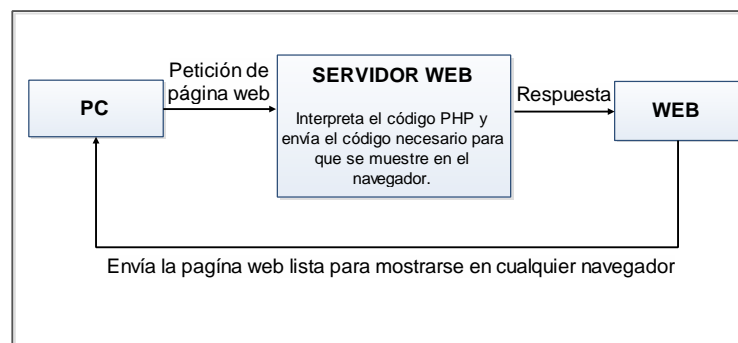 PC
Petición de
página web
SERVIDOR WEB
Interpreta el código PHP y
envía el código necesario para
que se muestre en el
navegador.
Respuesta
WEB
Envía la pagína web lista para mostrarse en cualquier navegador